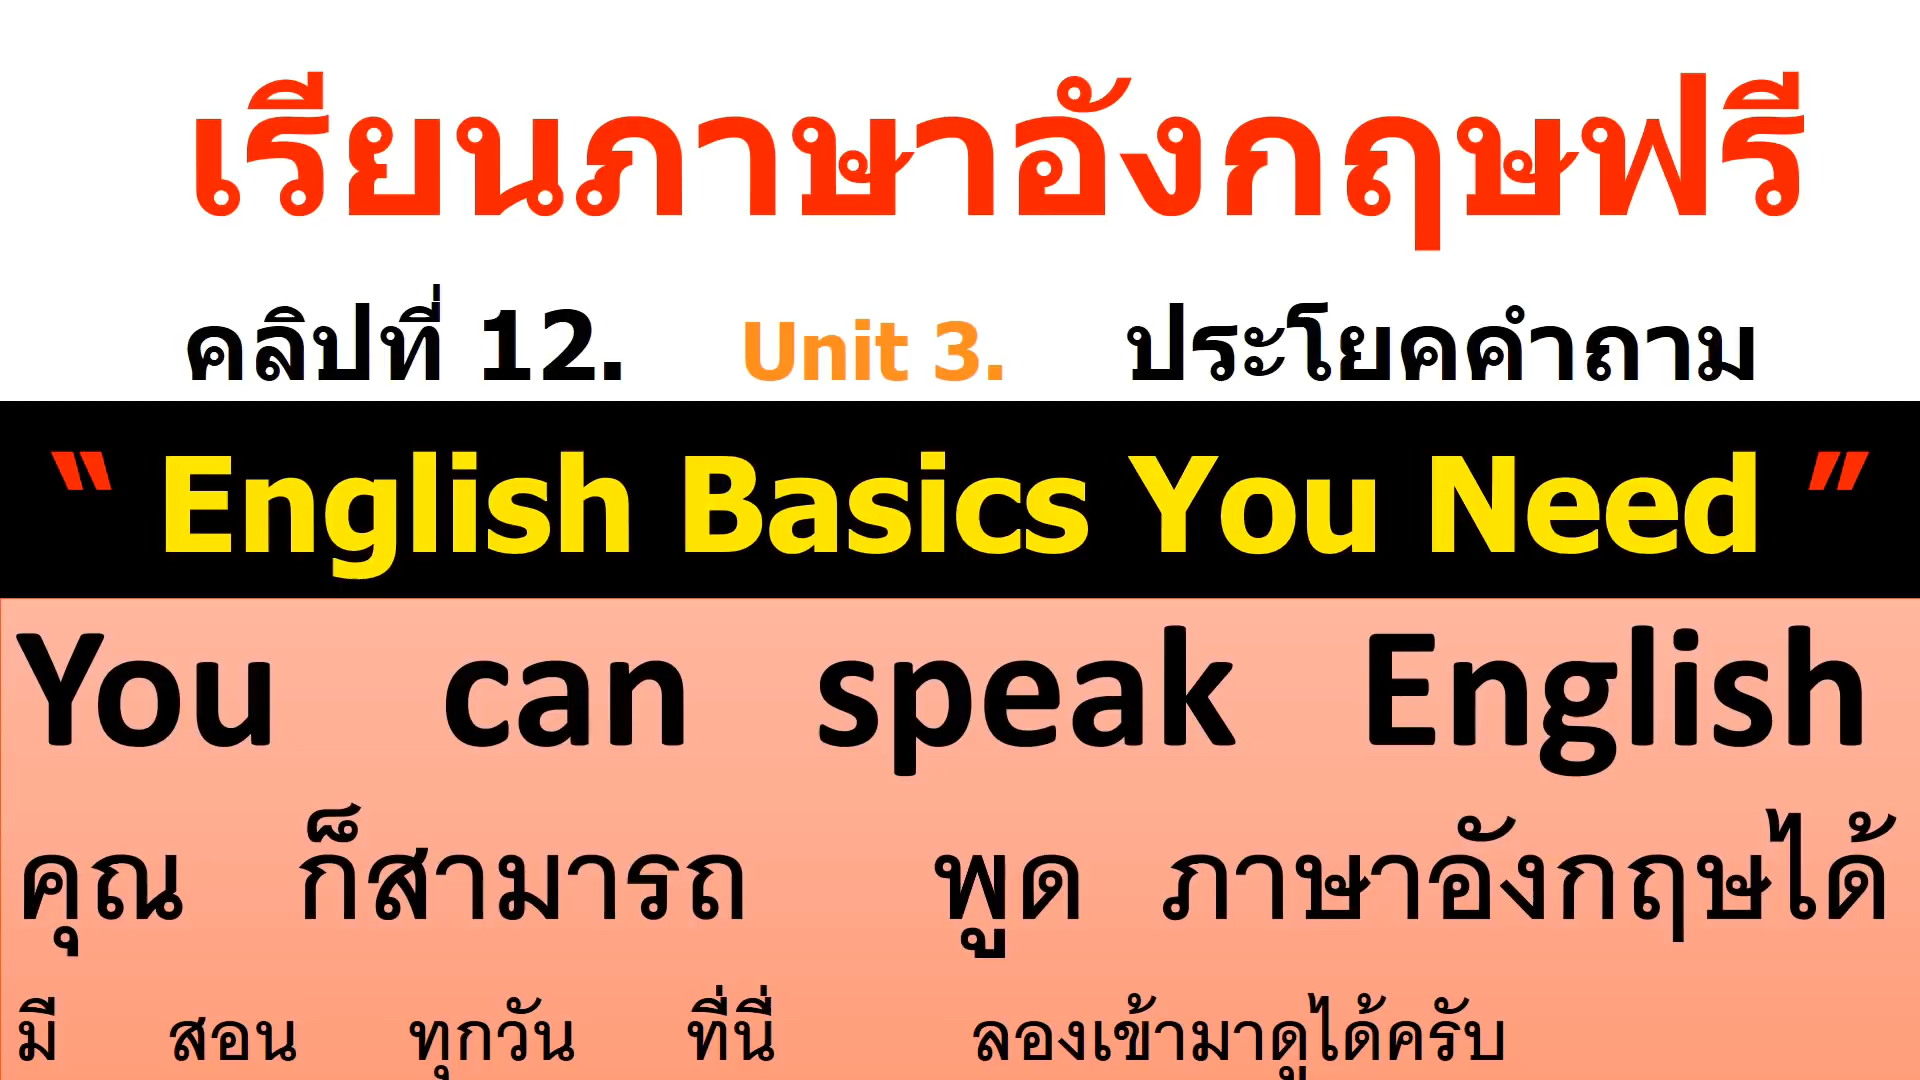 เรียนภาษาอังกฤษฟรี
คลิปที่ 12. Unit 3. ประโยคคำถาม
“ English Basics You Need ”
You can speak English
คุณ ก็สามารถ พูด ภาษาอังกฤษได้
มี สอน ทุกวัน ที่นี่ ลองเข้ามาดูได้ครับ